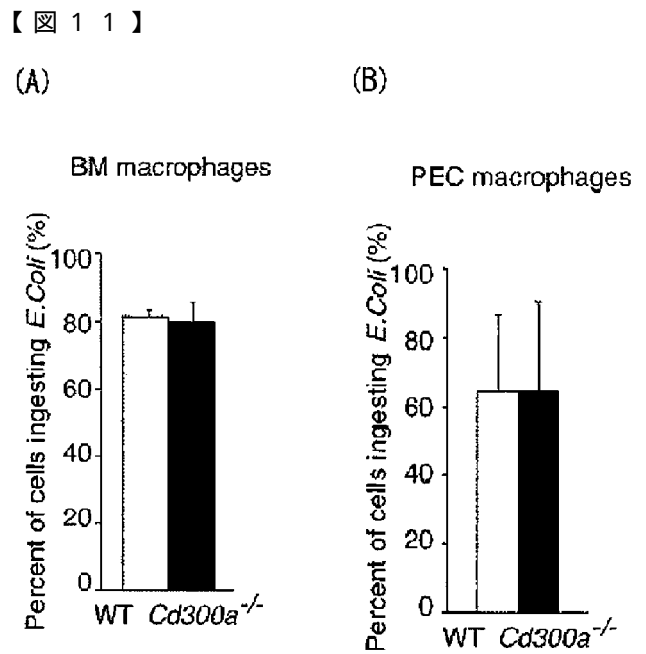 【図11】
(A)
BM macrophages
Percent of cells ingesting E.Coli (%)
100
80
60
40
20
0
WT Cd300a-/-
(B)
PEC macrophages
Percent of cells ingesting E.Coli (%)
100
80
60
40
20
0
WT Cd300a-/-